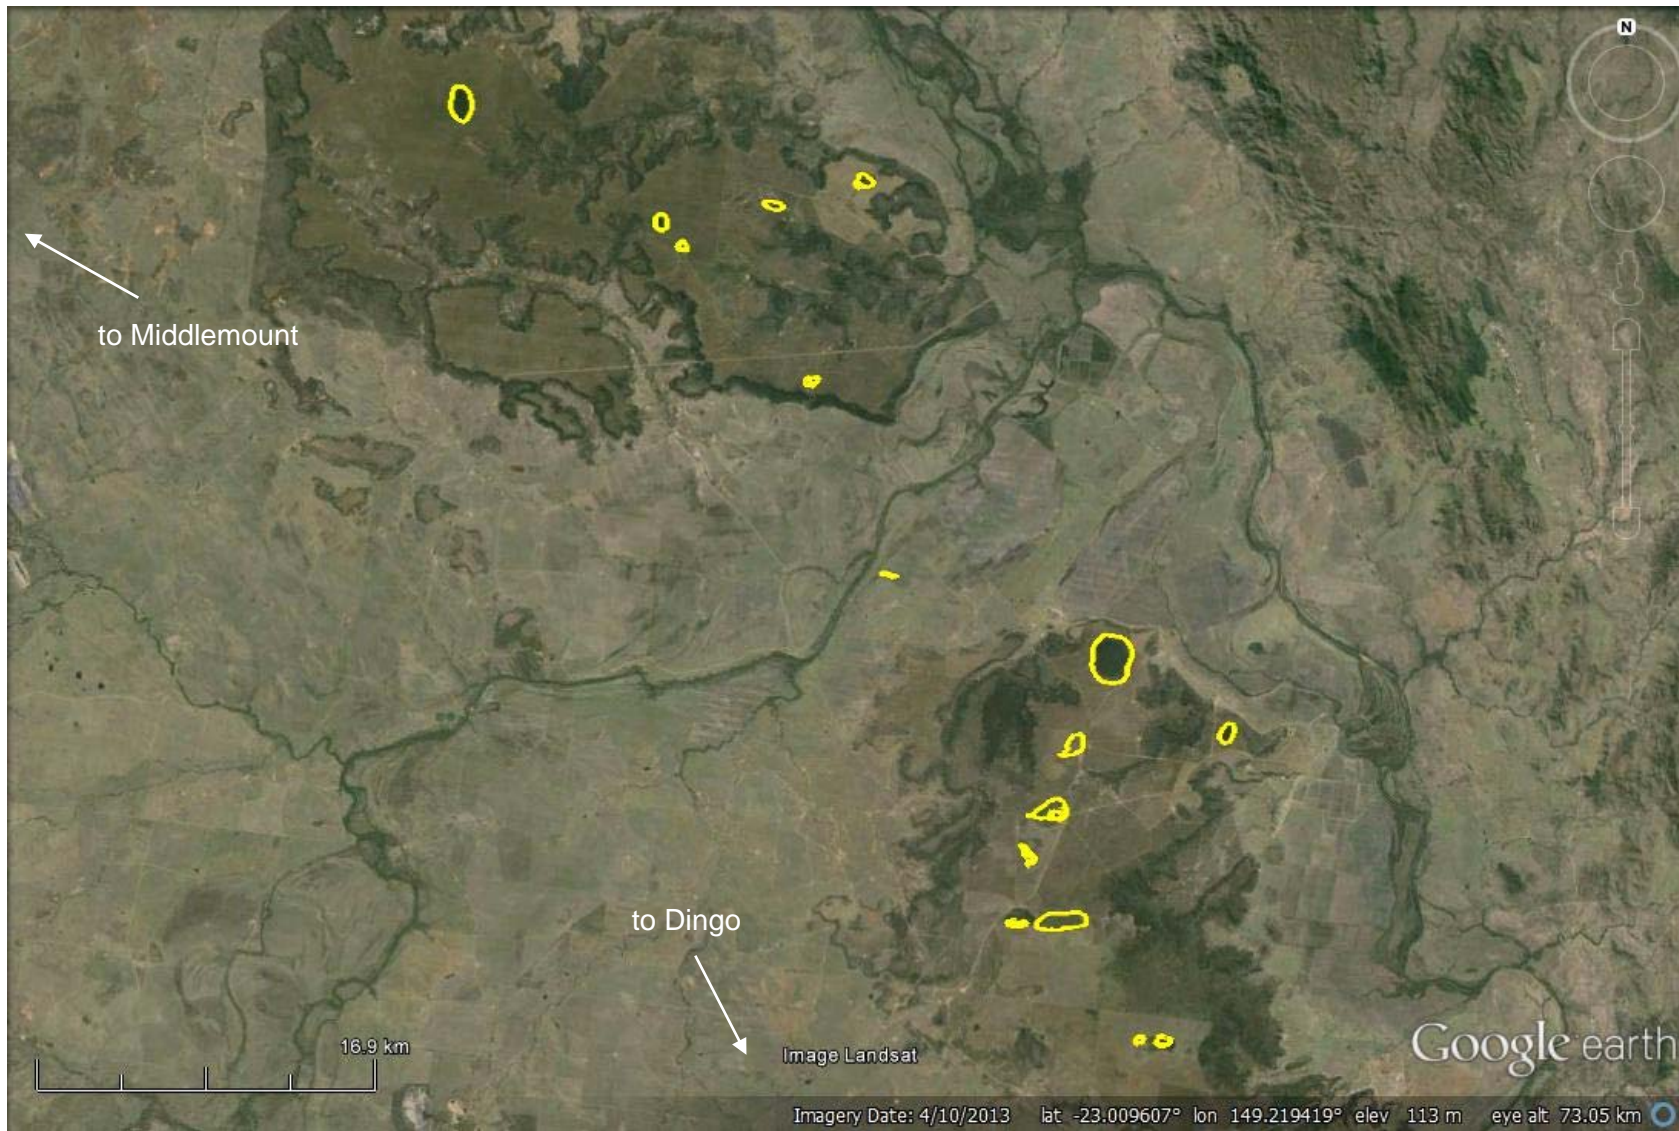 N
to Middlemount
to Dingo
16.9 km
Image Landsat
Google earth
Imagery Date: 4/10/2013 lat -23.009607° lon 149.219419° elev 113 m eye alt 73.05 km